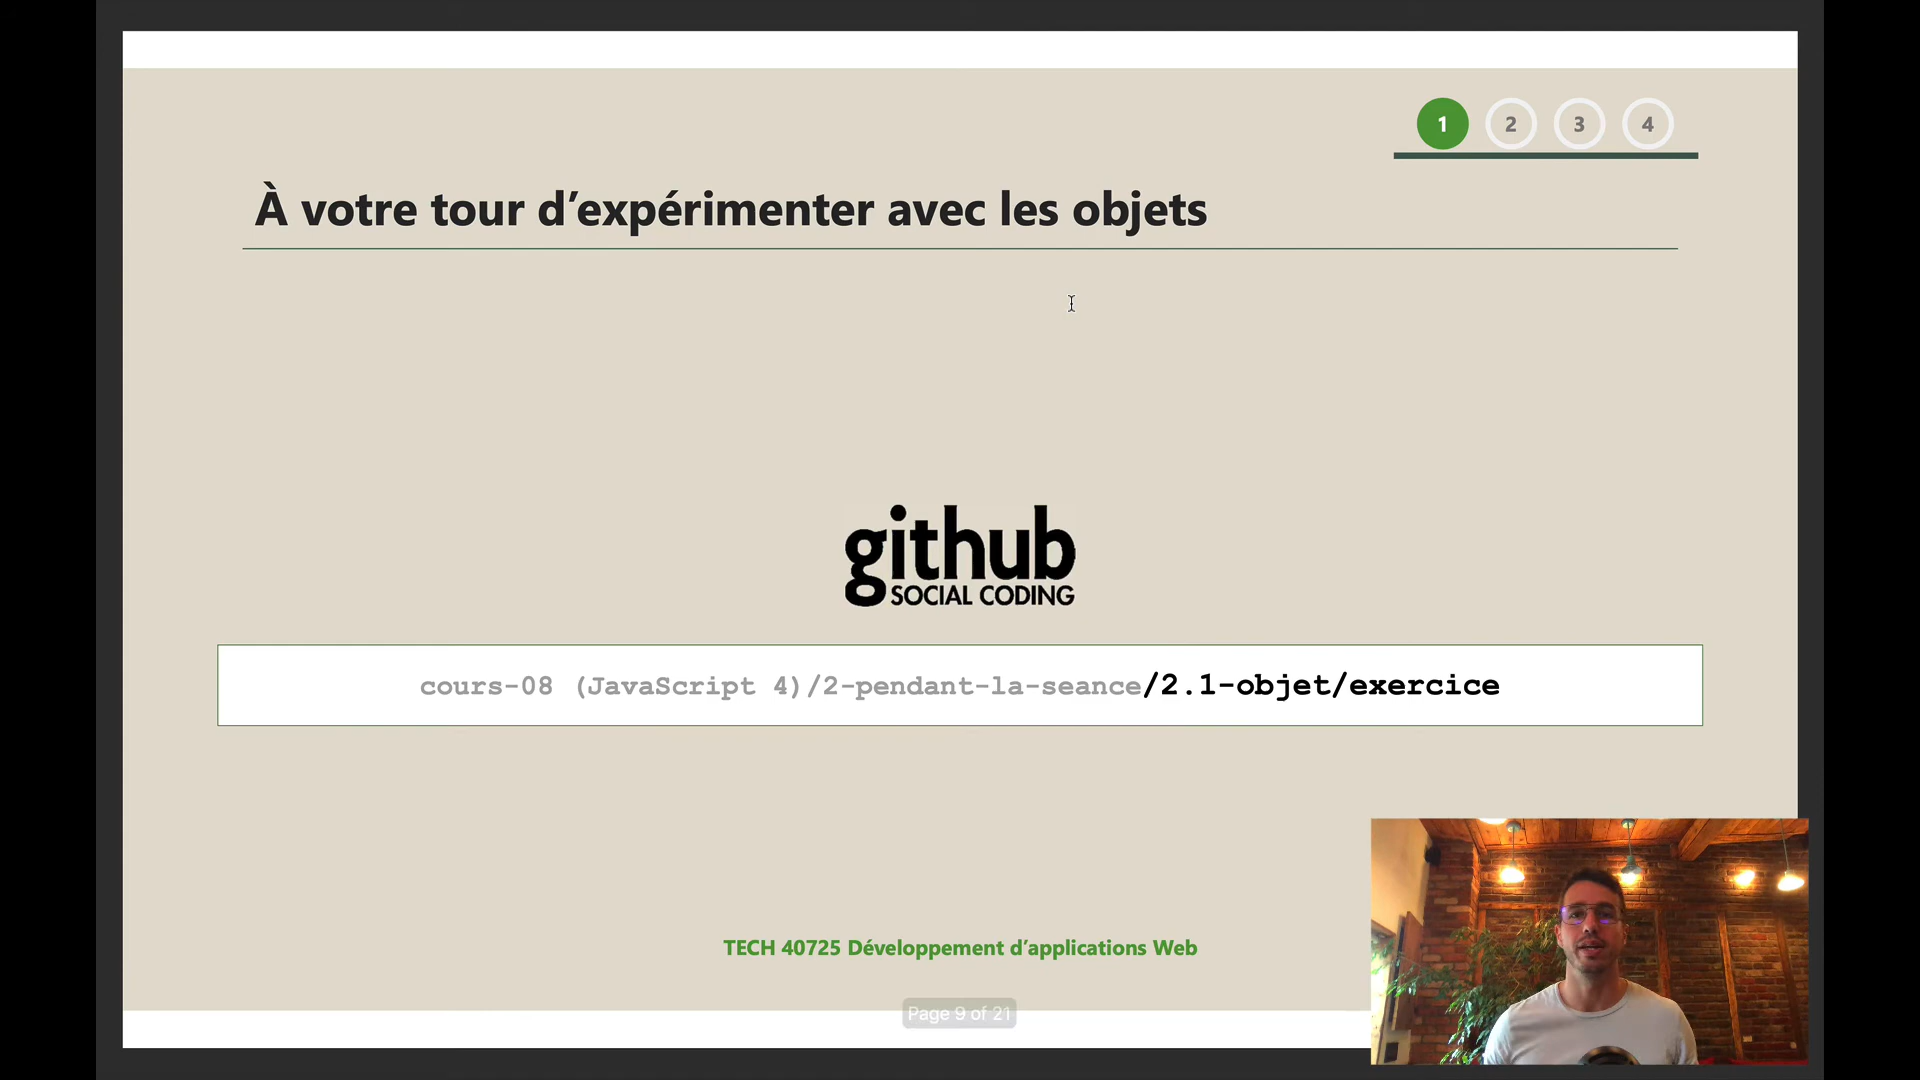 1 2 3 4
À votre tour d’expérimenter avec les objets
github
SOCIAL CODING
cours-08 (JavaScript 4)/2-pendant-la-seance/2.1-objet/exercice
TECH 40725 Développement d’applications Web
Page 9 of 21